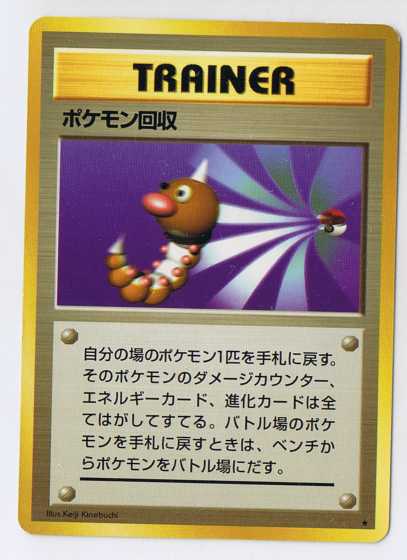 TRAINER
ポケモン回収
自分の場のポケモン1匹を手札に戻す。
そのポケモンのダメージカウンター、
エネルギーカード、進化カードは全
てはがしてすてる。バトル場のポケ
モンを手札に戻すときは、ベンチか
らポケモンをバトル場にだす。
Illus. Keiji Kinebuchi